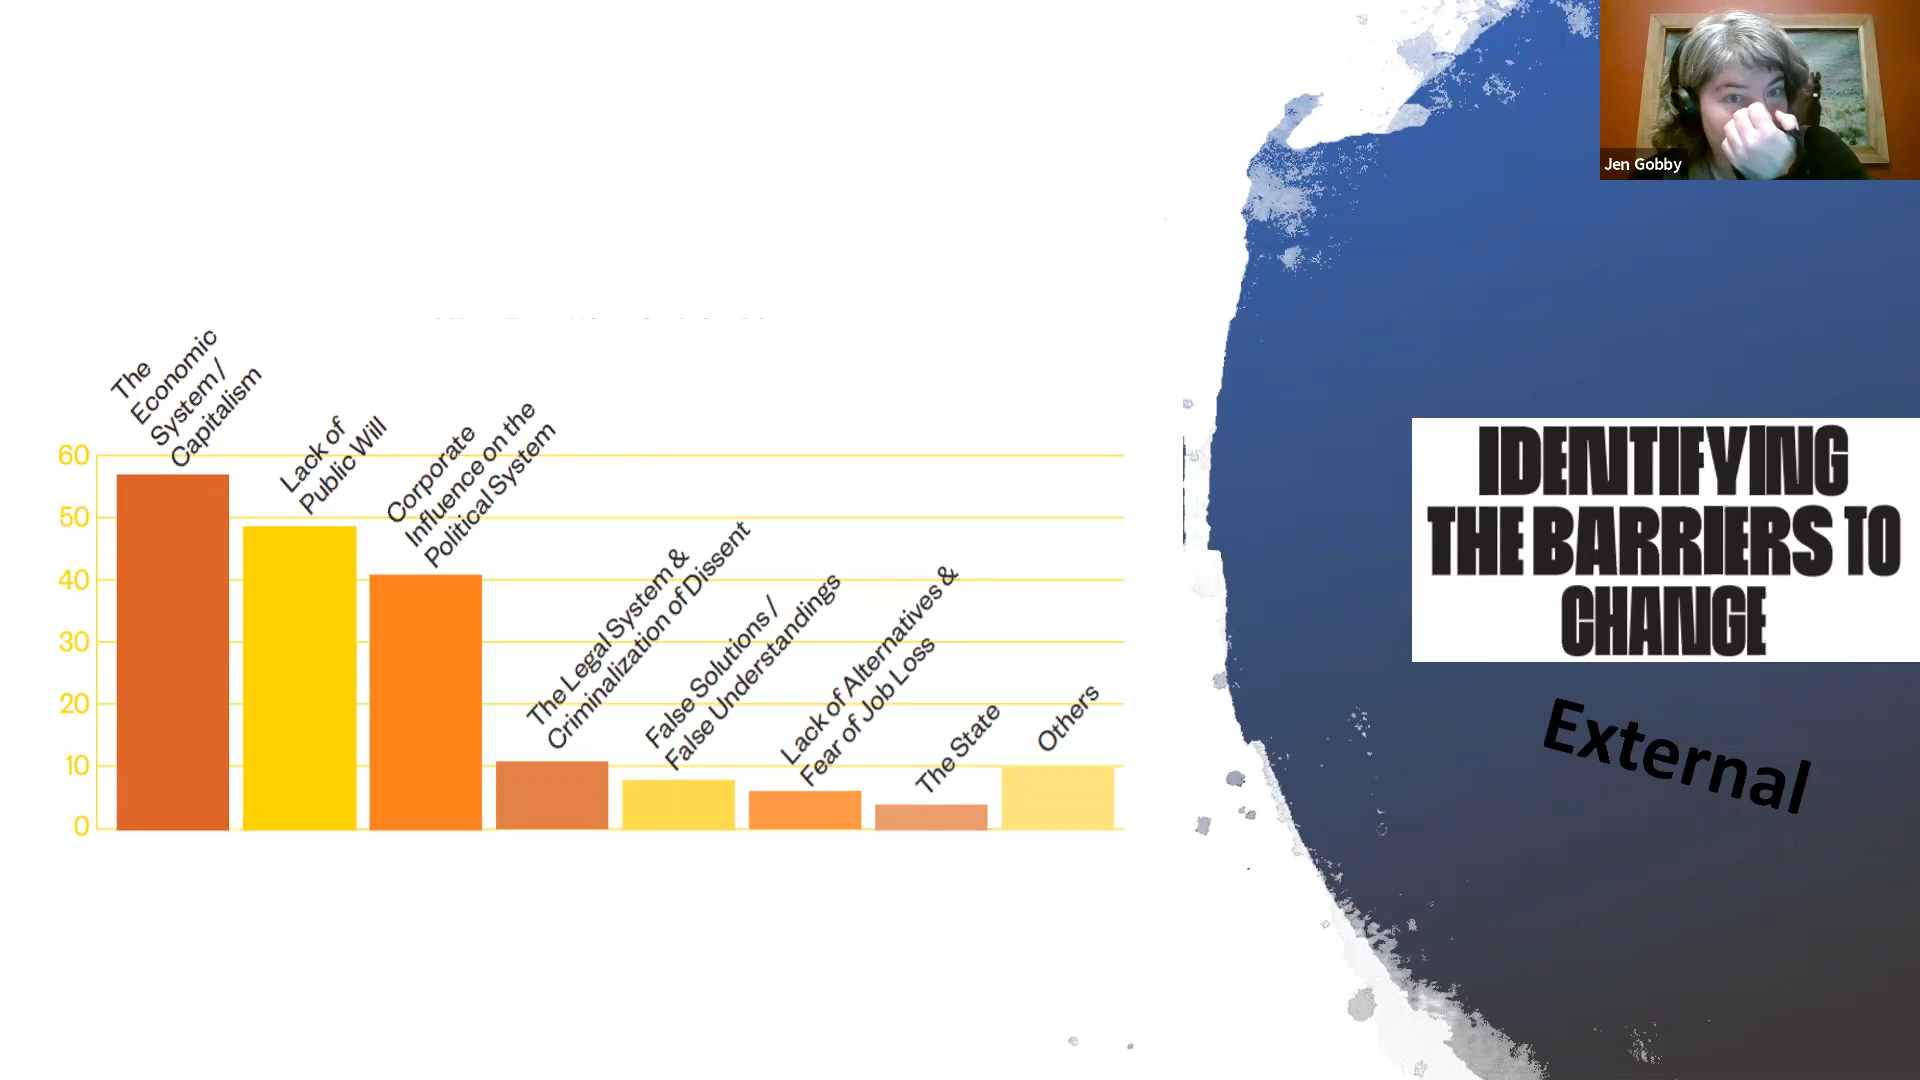 The
Economic
System /
Capitalism
Lack of
Public Will
Corporate
Influence on the
Political System
The Legal System &
Criminalization of Dissent
False Solutions /
False Understandings
Lack of Alternatives &
Fear of Job Loss
The State
Others
60
50
40
30
20
10
0
Jen Gobby
IDENTIFYING
THE BARRIERS TO
CHANGE
External